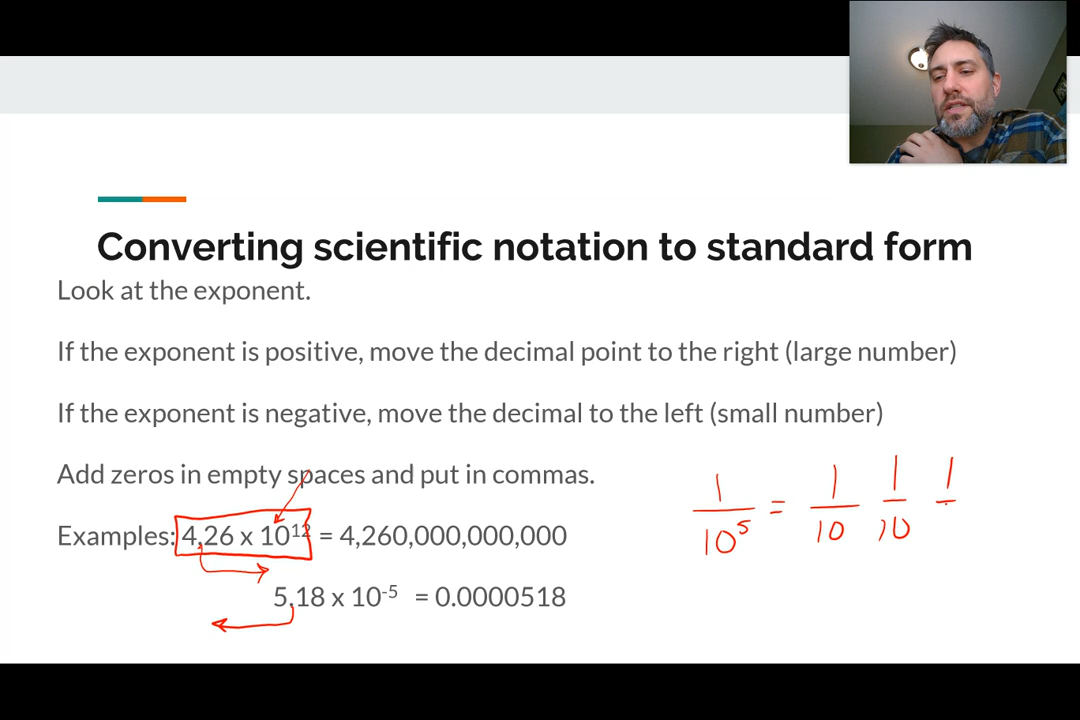 Converting scientific notation to standard form
Look at the exponent.
If the exponent is positive, move the decimal point to the right (large number)
If the exponent is negative, move the decimal to the left (small number)
Add zeros in empty spaces and put in commas.
Examples: 4.26 x 10¹² = 4,260,000,000,000
5.18 x 10⁻⁵ = 0.0000518
1/10⁵ = 1/10 1/10 1/